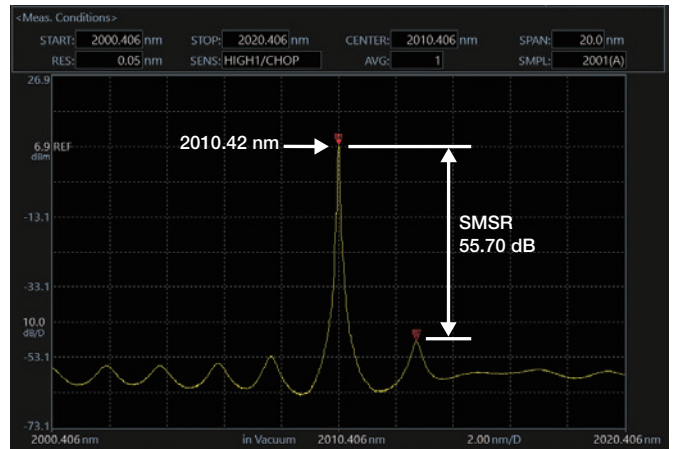 <Meas. Conditions>
START: 2000.406 nm STOP: 2020.406 nm CENTER: 2010.406 nm SPAN: 20.0 nm
RES: 0.05 nm SENS: HIGH1/CHOP AVG: 1 SMPL: 2001(A)
26.9
2010.42 nm
6.9 REF
dBm
-13.1
SMSR
55.70 dB
-33.1
10.0
dB/D
-53.1
-73.1
2000.406 nm in Vacuum 2010.406 nm 2.00 nm/D 2020.406 nm